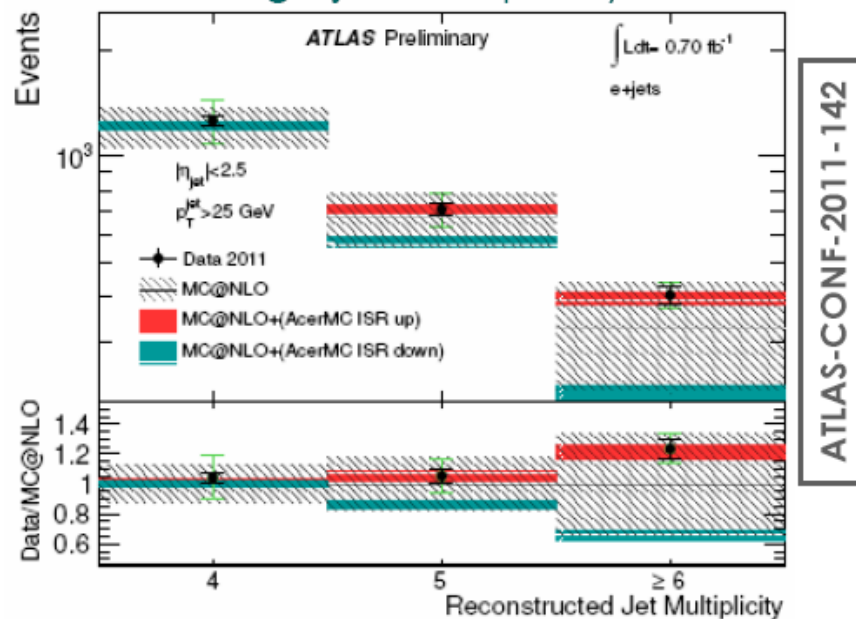 ATLAS Preliminary
∫Ldt= 0.70 fb⁻¹
e+jets
Events
10³
|η_jet|<2.5
p_T^jet>25 GeV
Data 2011
MC@NLO
MC@NLO+(AcerMC ISR up)
MC@NLO+(AcerMC ISR down)
Data/MC@NLO
1.4
1.2
1
0.8
0.6
4 5 ≥ 6
Reconstructed Jet Multiplicity
ATLAS-CONF-2011-142